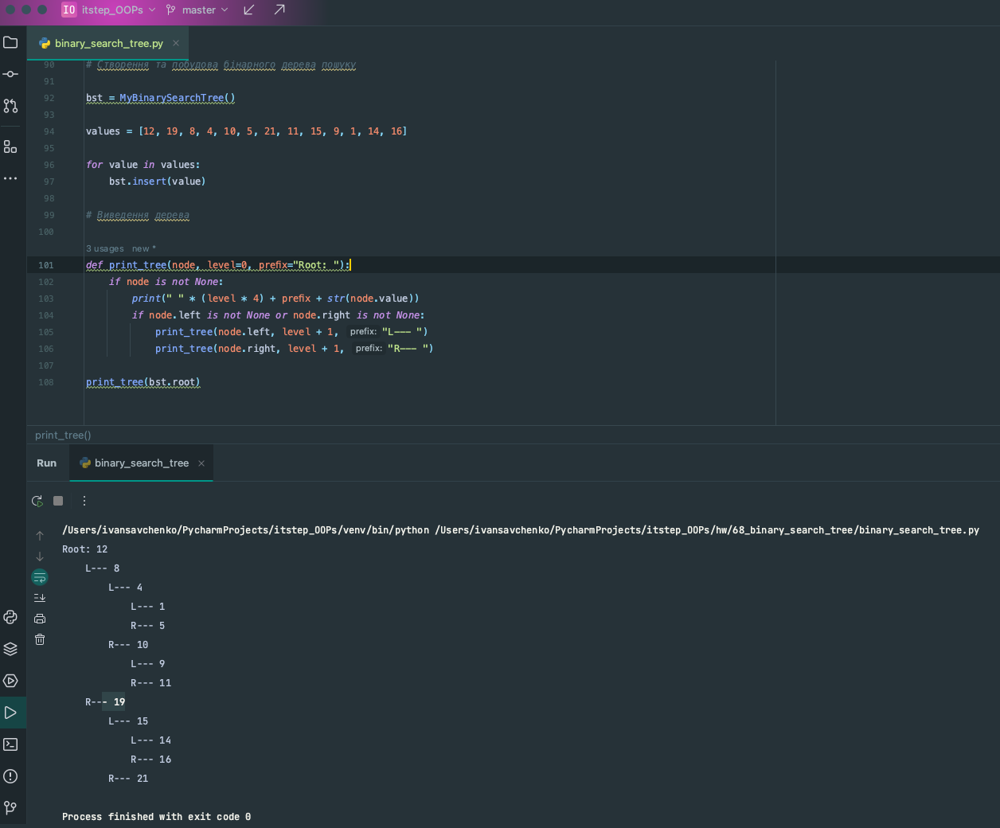 IO itstep_OOPs master
binary_search_tree.py
90 # Створення та побудова бінарного дерева пошуку
91
92 bst = MyBinarySearchTree()
93
94 values = [12, 19, 8, 4, 10, 5, 21, 11, 15, 9, 1, 14, 16]
95
96 for value in values:
97 bst.insert(value)
98
99 # Виведення дерева
100
3 usages new *
101 def print_tree(node, level=0, prefix="Root: "):
102 if node is not None:
103 print(" " * (level * 4) + prefix + str(node.value))
104 if node.left is not None or node.right is not None:
105 print_tree(node.left, level + 1, prefix: "L--- ")
106 print_tree(node.right, level + 1, prefix: "R--- ")
107
108 print_tree(bst.root)
print_tree()
Run binary_search_tree
/Users/ivansavchenko/PycharmProjects/itstep_OOPs/venv/bin/python /Users/ivansavchenko/PycharmProjects/itstep_OOPs/hw/68_binary_search_tree/binary_search_tree.py
Root: 12
L--- 8
L--- 4
L--- 1
R--- 5
R--- 10
L--- 9
R--- 11
R--- 19
L--- 15
L--- 14
R--- 16
R--- 21
Process finished with exit code 0